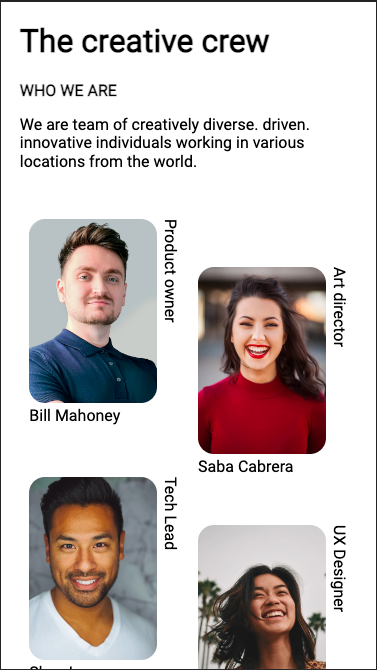 The creative crew
WHO WE ARE
We are team of creatively diverse. driven.
innovative individuals working in various
locations from the world.
Product owner
Bill Mahoney
Art director
Saba Cabrera
Tech Lead
UX Designer